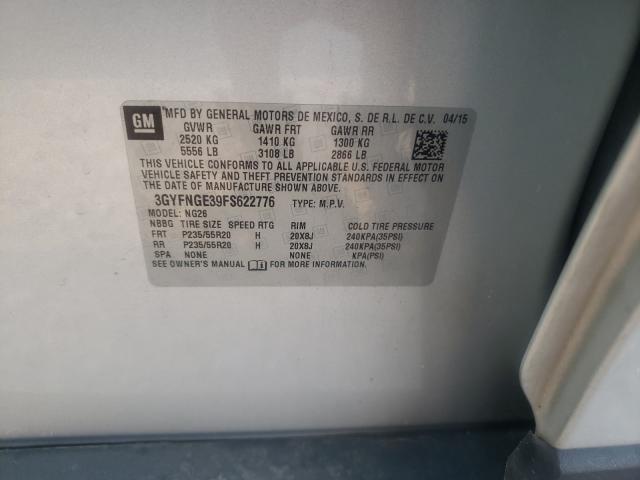 GM
MFD BY GENERAL MOTORS DE MEXICO, S. DE R.L. DE C.V. 04/15
GVWR GAWR FRT GAWR RR
2520 KG 1410 KG 1300 KG
5556 LB 3108 LB 2866 LB
THIS VEHICLE CONFORMS TO ALL APPLICABLE U.S. FEDERAL MOTOR
VEHICLE SAFETY AND THEFT PREVENTION STANDARDS IN EFFECT ON THE
DATE OF MANUFACTURE SHOWN ABOVE.
3GYFNGE39FS622776 TYPE: M.P.V.
MODEL: NG26
NBBG TIRE SIZE SPEED RTG RIM COLD TIRE PRESSURE
FRT P235/55R20 H 20X8J 240KPA(35PSI)
RR P235/55R20 H 20X8J 240KPA(35PSI)
SPA NONE NONE KPA(PSI)
SEE OWNER'S MANUAL FOR MORE INFORMATION.